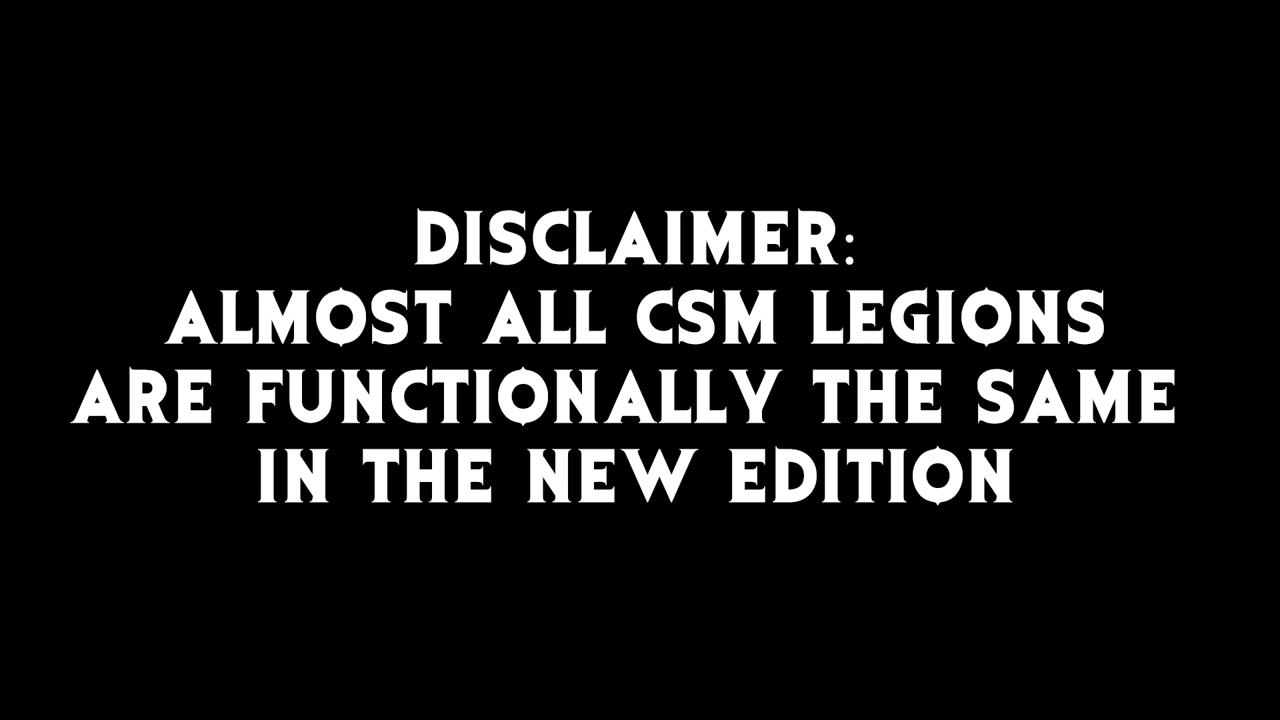 DISCLAIMER:
ALMOST ALL CSM LEGIONS
ARE FUNCTIONALLY THE SAME
IN THE NEW EDITION